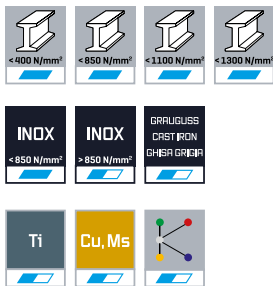 <400 N/mm² <850 N/mm² <1100 N/mm² <1300 N/mm²
INOX INOX GRAUGUSS
CAST IRON
GHISA GRIGIA
<850 N/mm² >850 N/mm²
Ti Cu,Ms